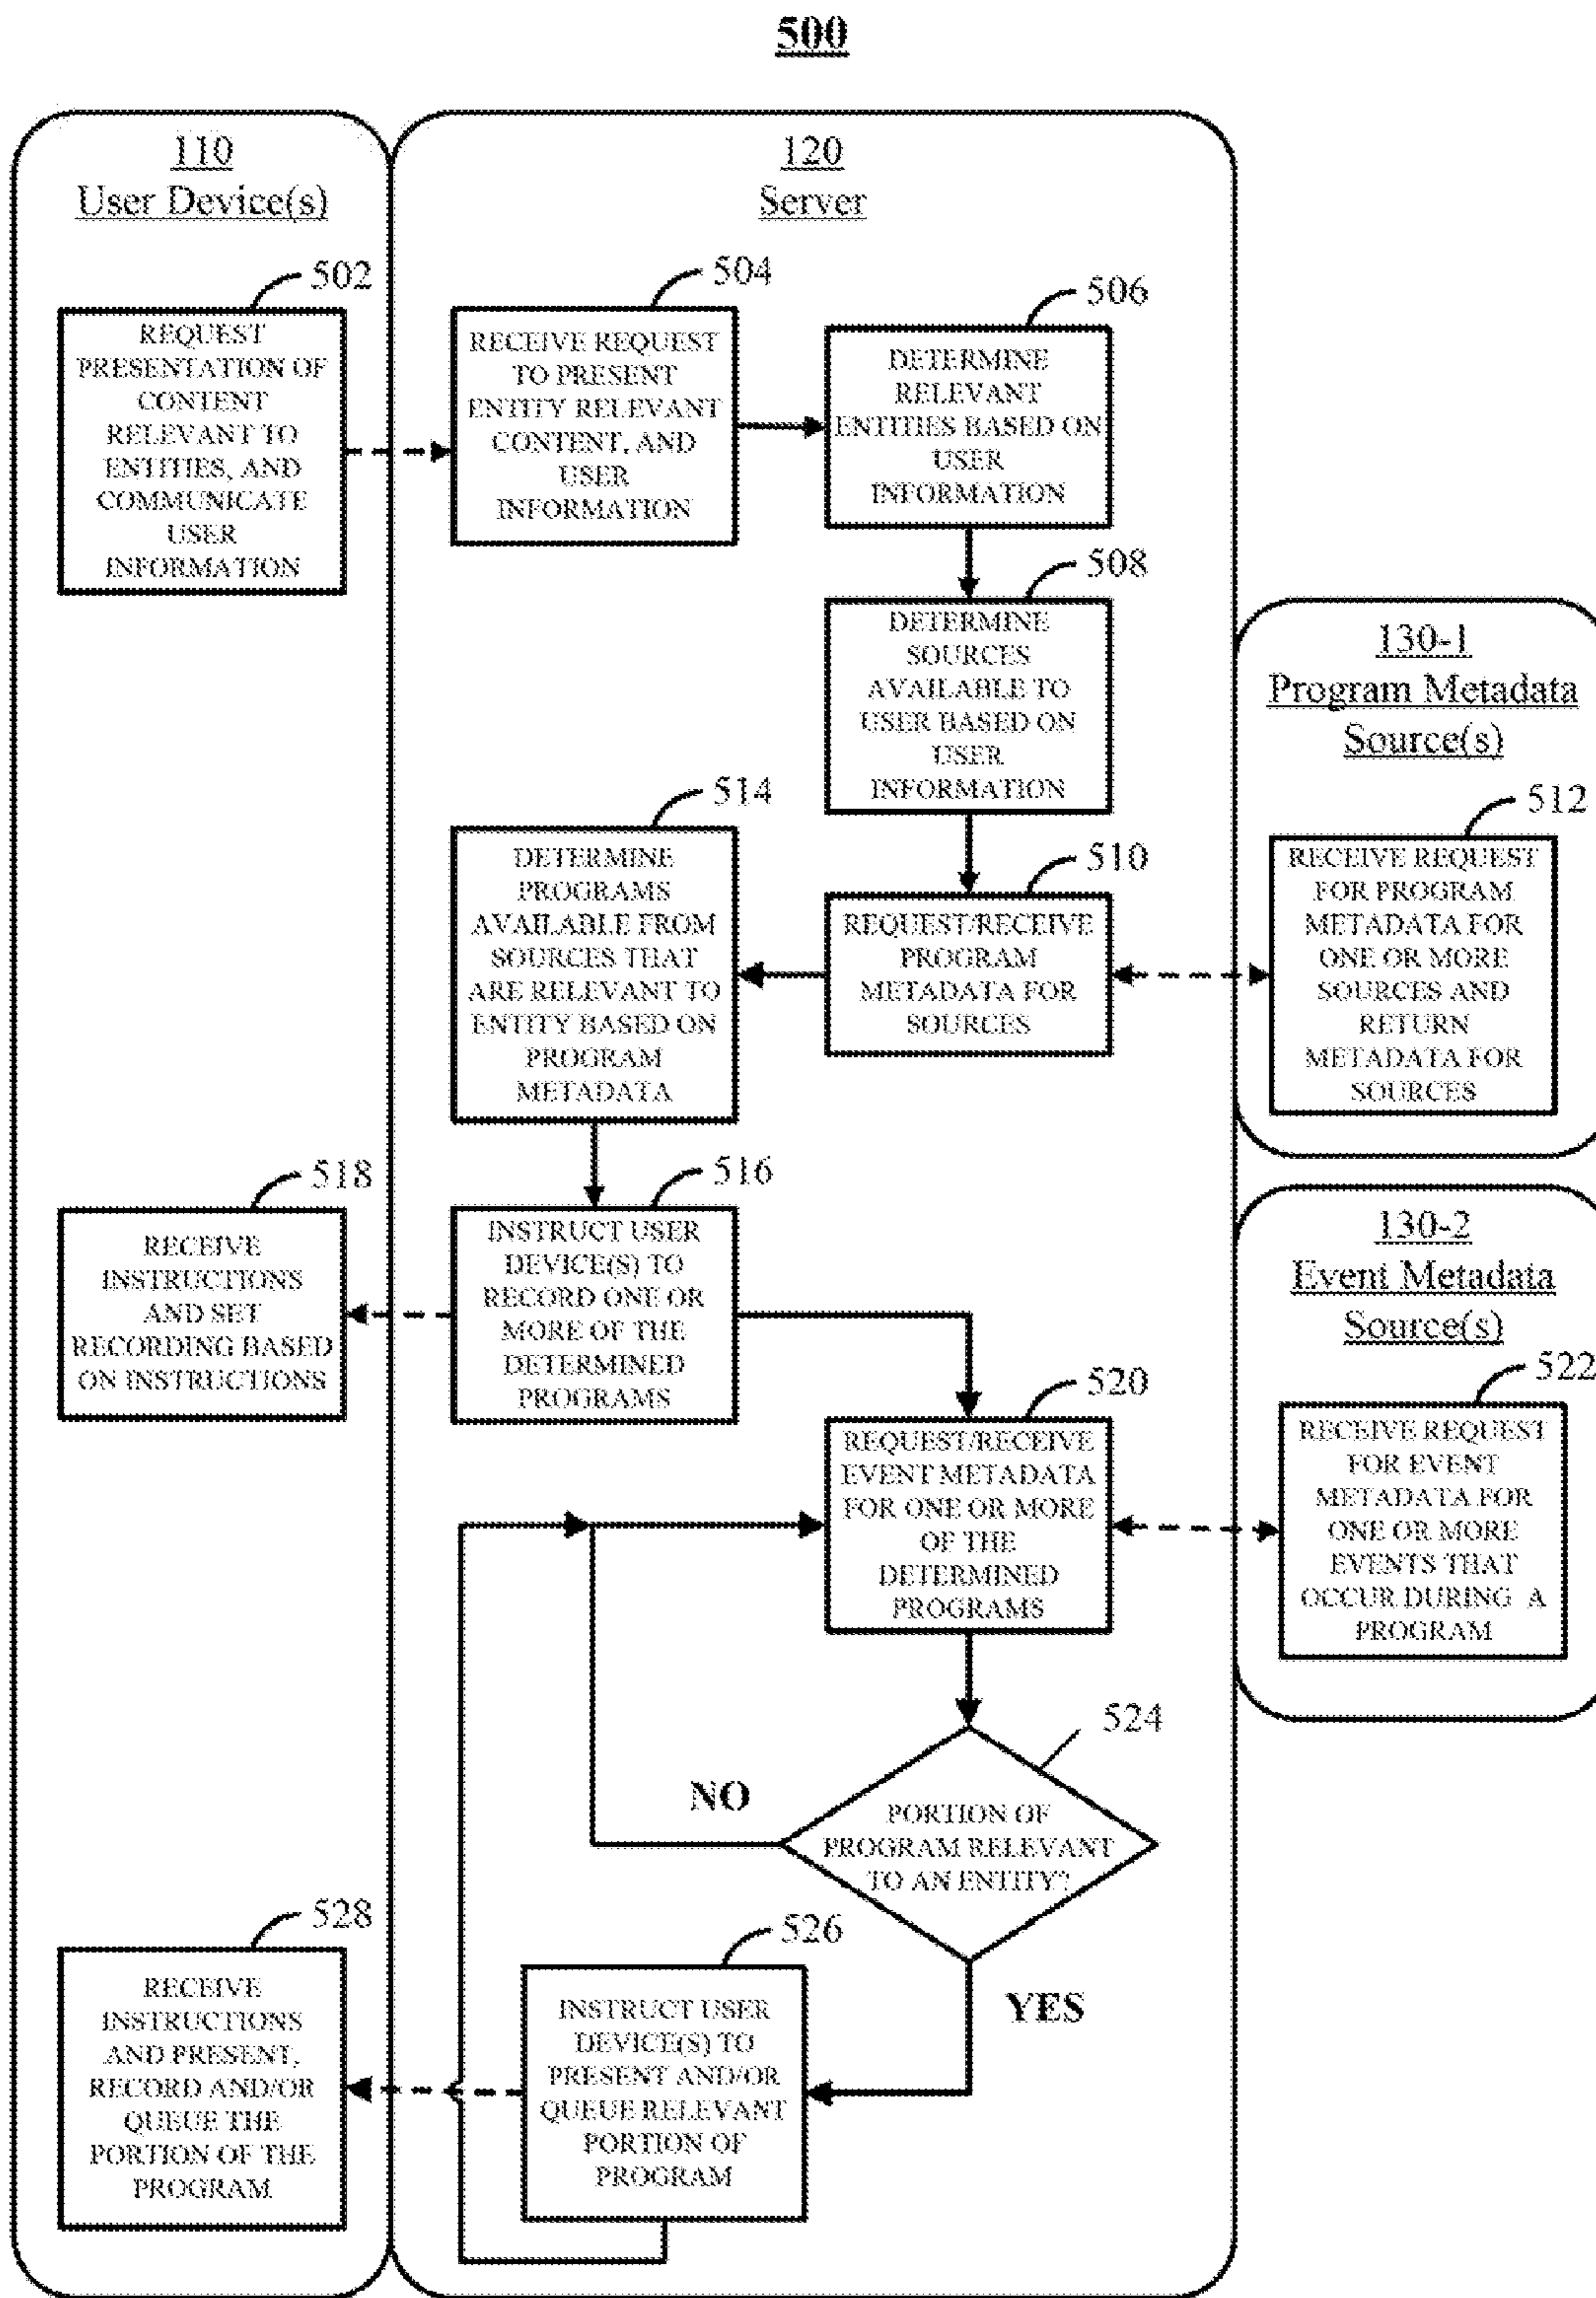 500
110
User Device(s)
120
Server
502
REQUEST
PRESENTATION OF
CONTENT
RELEVANT TO
ENTITIES, AND
COMMUNICATE
USER
INFORMATION
504
RECEIVE REQUEST
TO PRESENT
ENTITY RELEVANT
CONTENT, AND
USER
INFORMATION
506
DETERMINE
RELEVANT
ENTITIES BASED ON
USER
INFORMATION
508
DETERMINE
SOURCES
AVAILABLE TO
USER BASED ON
USER
INFORMATION
130-1
Program Metadata
Source(s)
510
REQUEST/RECEIVE
PROGRAM
METADATA FOR
SOURCES
512
RECEIVE REQUEST
FOR PROGRAM
METADATA FOR
ONE OR MORE
SOURCES AND
RETURN
METADATA FOR
SOURCES
514
DETERMINE
PROGRAMS
AVAILABLE FROM
SOURCES THAT
ARE RELEVANT TO
ENTITY BASED ON
PROGRAM
METADATA
516
INSTRUCT USER
DEVICE(S) TO
RECORD ONE OR
MORE OF THE
DETERMINED
PROGRAMS
518
RECEIVE
INSTRUCTIONS
AND SET
RECORDING BASED
ON INSTRUCTIONS
130-2
Event Metadata
Source(s)
520
REQUEST/RECEIVE
EVENT METADATA
FOR ONE OR MORE
OF THE
DETERMINED
PROGRAMS
522
RECEIVE REQUEST
FOR EVENT
METADATA FOR
ONE OR MORE
EVENTS THAT
OCCUR DURING A
PROGRAM
524
PORTION OF
PROGRAM RELEVANT
TO AN ENTITY?
NO
YES
526
INSTRUCT USER
DEVICE(S) TO
PRESENT AND/OR
QUEUE RELEVANT
PORTION OF
PROGRAM
528
RECEIVE
INSTRUCTIONS
AND PRESENT,
RECORD AND/OR
QUEUE THE
PORTION OF THE
PROGRAM